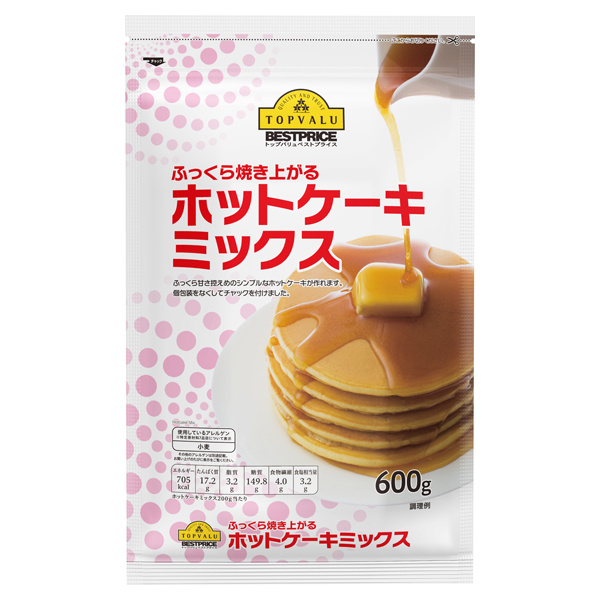 チャック
QUALITY AND TRUST
TOPVALU
BESTPRICE
トップバリュベストプライス
ふっくら焼き上がる
ホットケーキ
ミックス
ふっくら甘さ控えめのシンプルなホットケーキが作れます。
個包装をなくしてチャックを付けました。
使用しているアレルゲン
小麦
エネルギー たんぱく質 脂質 糖質 食物繊維 食塩相当量
705 kcal 17.2 g 3.2 g 149.8 g 4.0 g 3.2 g
ホットケーキミックス200g当たり
600g
調理例
TOPVALU
BESTPRICE
ふっくら焼き上がる
ホットケーキミックス